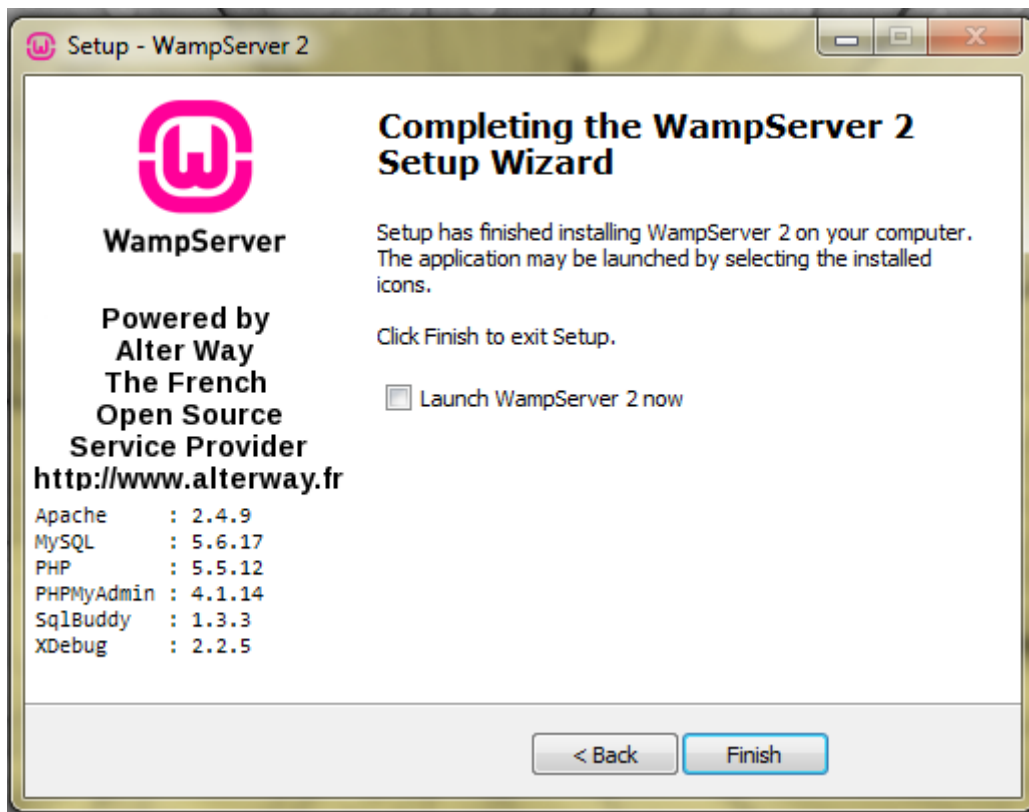 Setup - WampServer 2
WampServer
Powered by
Alter Way
The French
Open Source
Service Provider
http://www.alterway.fr
Apache : 2.4.9
MySQL : 5.6.17
PHP : 5.5.12
PHPMyAdmin : 4.1.14
SqlBuddy : 1.3.3
XDebug : 2.2.5
Completing the WampServer 2
Setup Wizard
Setup has finished installing WampServer 2 on your computer.
The application may be launched by selecting the installed
icons.
Click Finish to exit Setup.
Launch WampServer 2 now
< Back
Finish